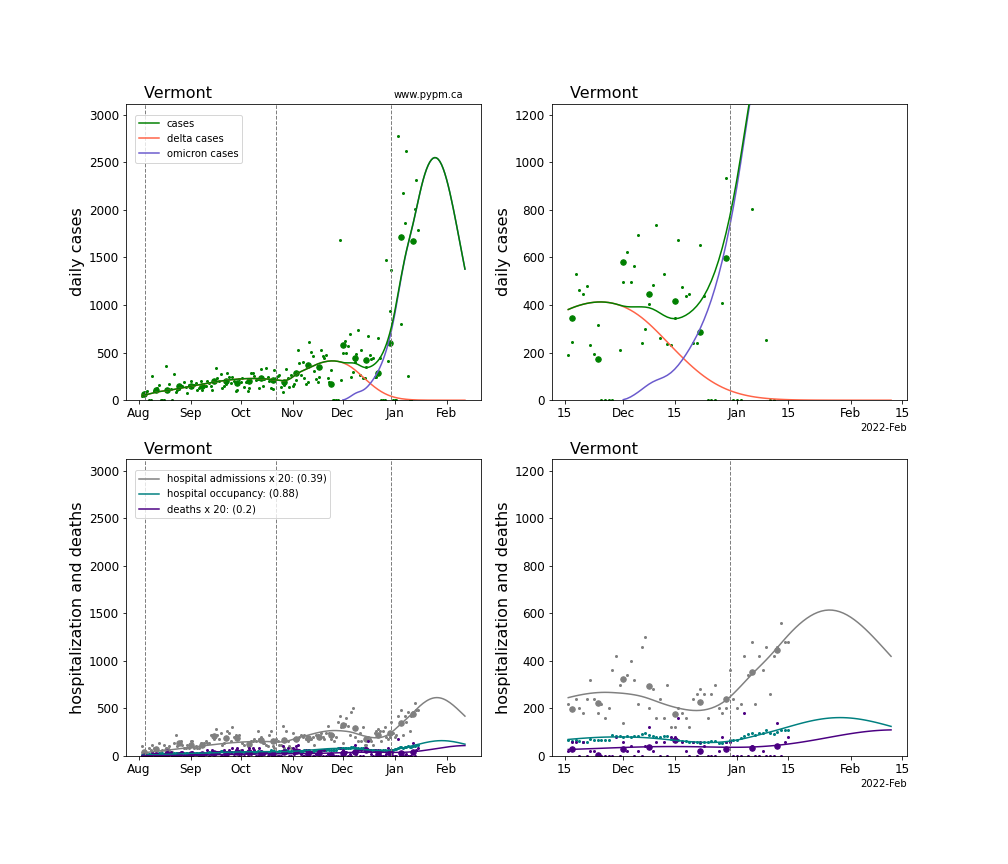 Vermont
www.pypm.ca
daily cases
3000
2500
2000
1500
1000
500
0
cases
delta cases
omicron cases
Aug Sep Oct Nov Dec Jan Feb
Vermont
daily cases
1200
1000
800
600
400
200
0
15 Dec 15 Jan 15 Feb 15
2022-Feb
Vermont
hospitalization and deaths
3000
2500
2000
1500
1000
500
0
hospital admissions x 20: (0.39)
hospital occupancy: (0.88)
deaths x 20: (0.2)
Aug Sep Oct Nov Dec Jan Feb
Vermont
hospitalization and deaths
1200
1000
800
600
400
200
0
15 Dec 15 Jan 15 Feb 15
2022-Feb